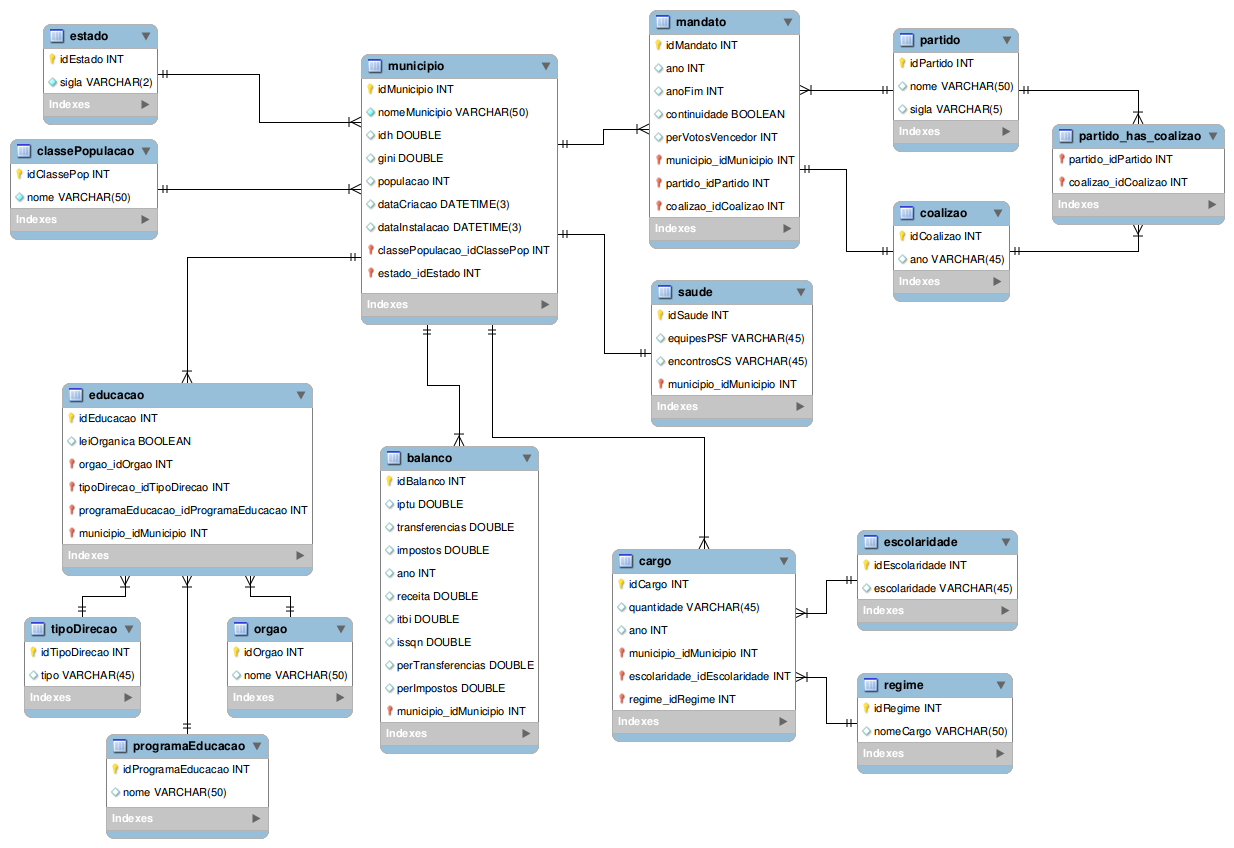 estado
idEstado INT
sigla VARCHAR(2)
Indexes
classePopulacao
idClassePop INT
nome VARCHAR(50)
Indexes
municipio
idMunicipio INT
nomeMunicipio VARCHAR(50)
idh DOUBLE
gini DOUBLE
populacao INT
dataCriacao DATETIME(3)
dataInstalacao DATETIME(3)
classePopulacao_idClassePop INT
estado_idEstado INT
Indexes
mandato
idMandato INT
ano INT
anoFim INT
continuidade BOOLEAN
perVotosVencedor INT
municipio_idMunicipio INT
partido_idPartido INT
coalizao_idCoalizao INT
Indexes
partido
idPartido INT
nome VARCHAR(50)
sigla VARCHAR(5)
Indexes
partido_has_coalizao
partido_idPartido INT
coalizao_idCoalizao INT
Indexes
coalizao
idCoalizao INT
ano VARCHAR(45)
Indexes
saude
idSaude INT
equipesPSF VARCHAR(45)
encontrosCS VARCHAR(45)
municipio_idMunicipio INT
Indexes
educacao
idEducacao INT
leiOrganica BOOLEAN
orgao_idOrgao INT
tipoDirecao_idTipoDirecao INT
programaEducacao_idProgramaEducacao INT
municipio_idMunicipio INT
Indexes
balanco
idBalanco INT
iptu DOUBLE
transferencias DOUBLE
impostos DOUBLE
ano INT
receita DOUBLE
itbi DOUBLE
issqn DOUBLE
perTransferencias DOUBLE
perImpostos DOUBLE
municipio_idMunicipio INT
Indexes
cargo
idCargo INT
quantidade VARCHAR(45)
ano INT
municipio_idMunicipio INT
escolaridade_idEscolaridade INT
regime_idRegime INT
Indexes
escolaridade
idEscolaridade INT
escolaridade VARCHAR(45)
Indexes
regime
idRegime INT
nomeCargo VARCHAR(50)
Indexes
tipoDirecao
idTipoDirecao INT
tipo VARCHAR(45)
Indexes
orgao
idOrgao INT
nome VARCHAR(50)
Indexes
programaEducacao
idProgramaEducacao INT
nome VARCHAR(50)
Indexes